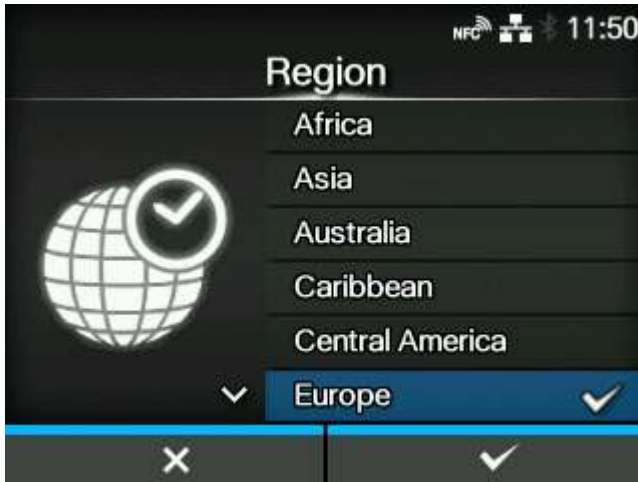 NFC 11:50
Region
Africa
Asia
Australia
Caribbean
Central America
Europe